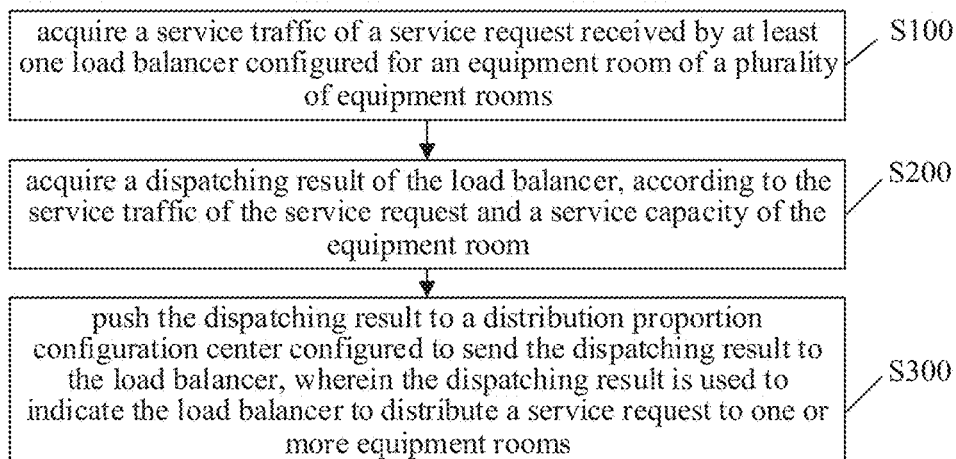 acquire a service traffic of a service request received by at least
one load balancer configured for an equipment room of a plurality
of equipment rooms
S100
acquire a dispatching result of the load balancer, according to the
service traffic of the service request and a service capacity of the
equipment room
S200
push the dispatching result to a distribution proportion
configuration center configured to send the dispatching result to
the load balancer, wherein the dispatching result is used to
indicate the load balancer to distribute a service request to one or
more equipment rooms
S300